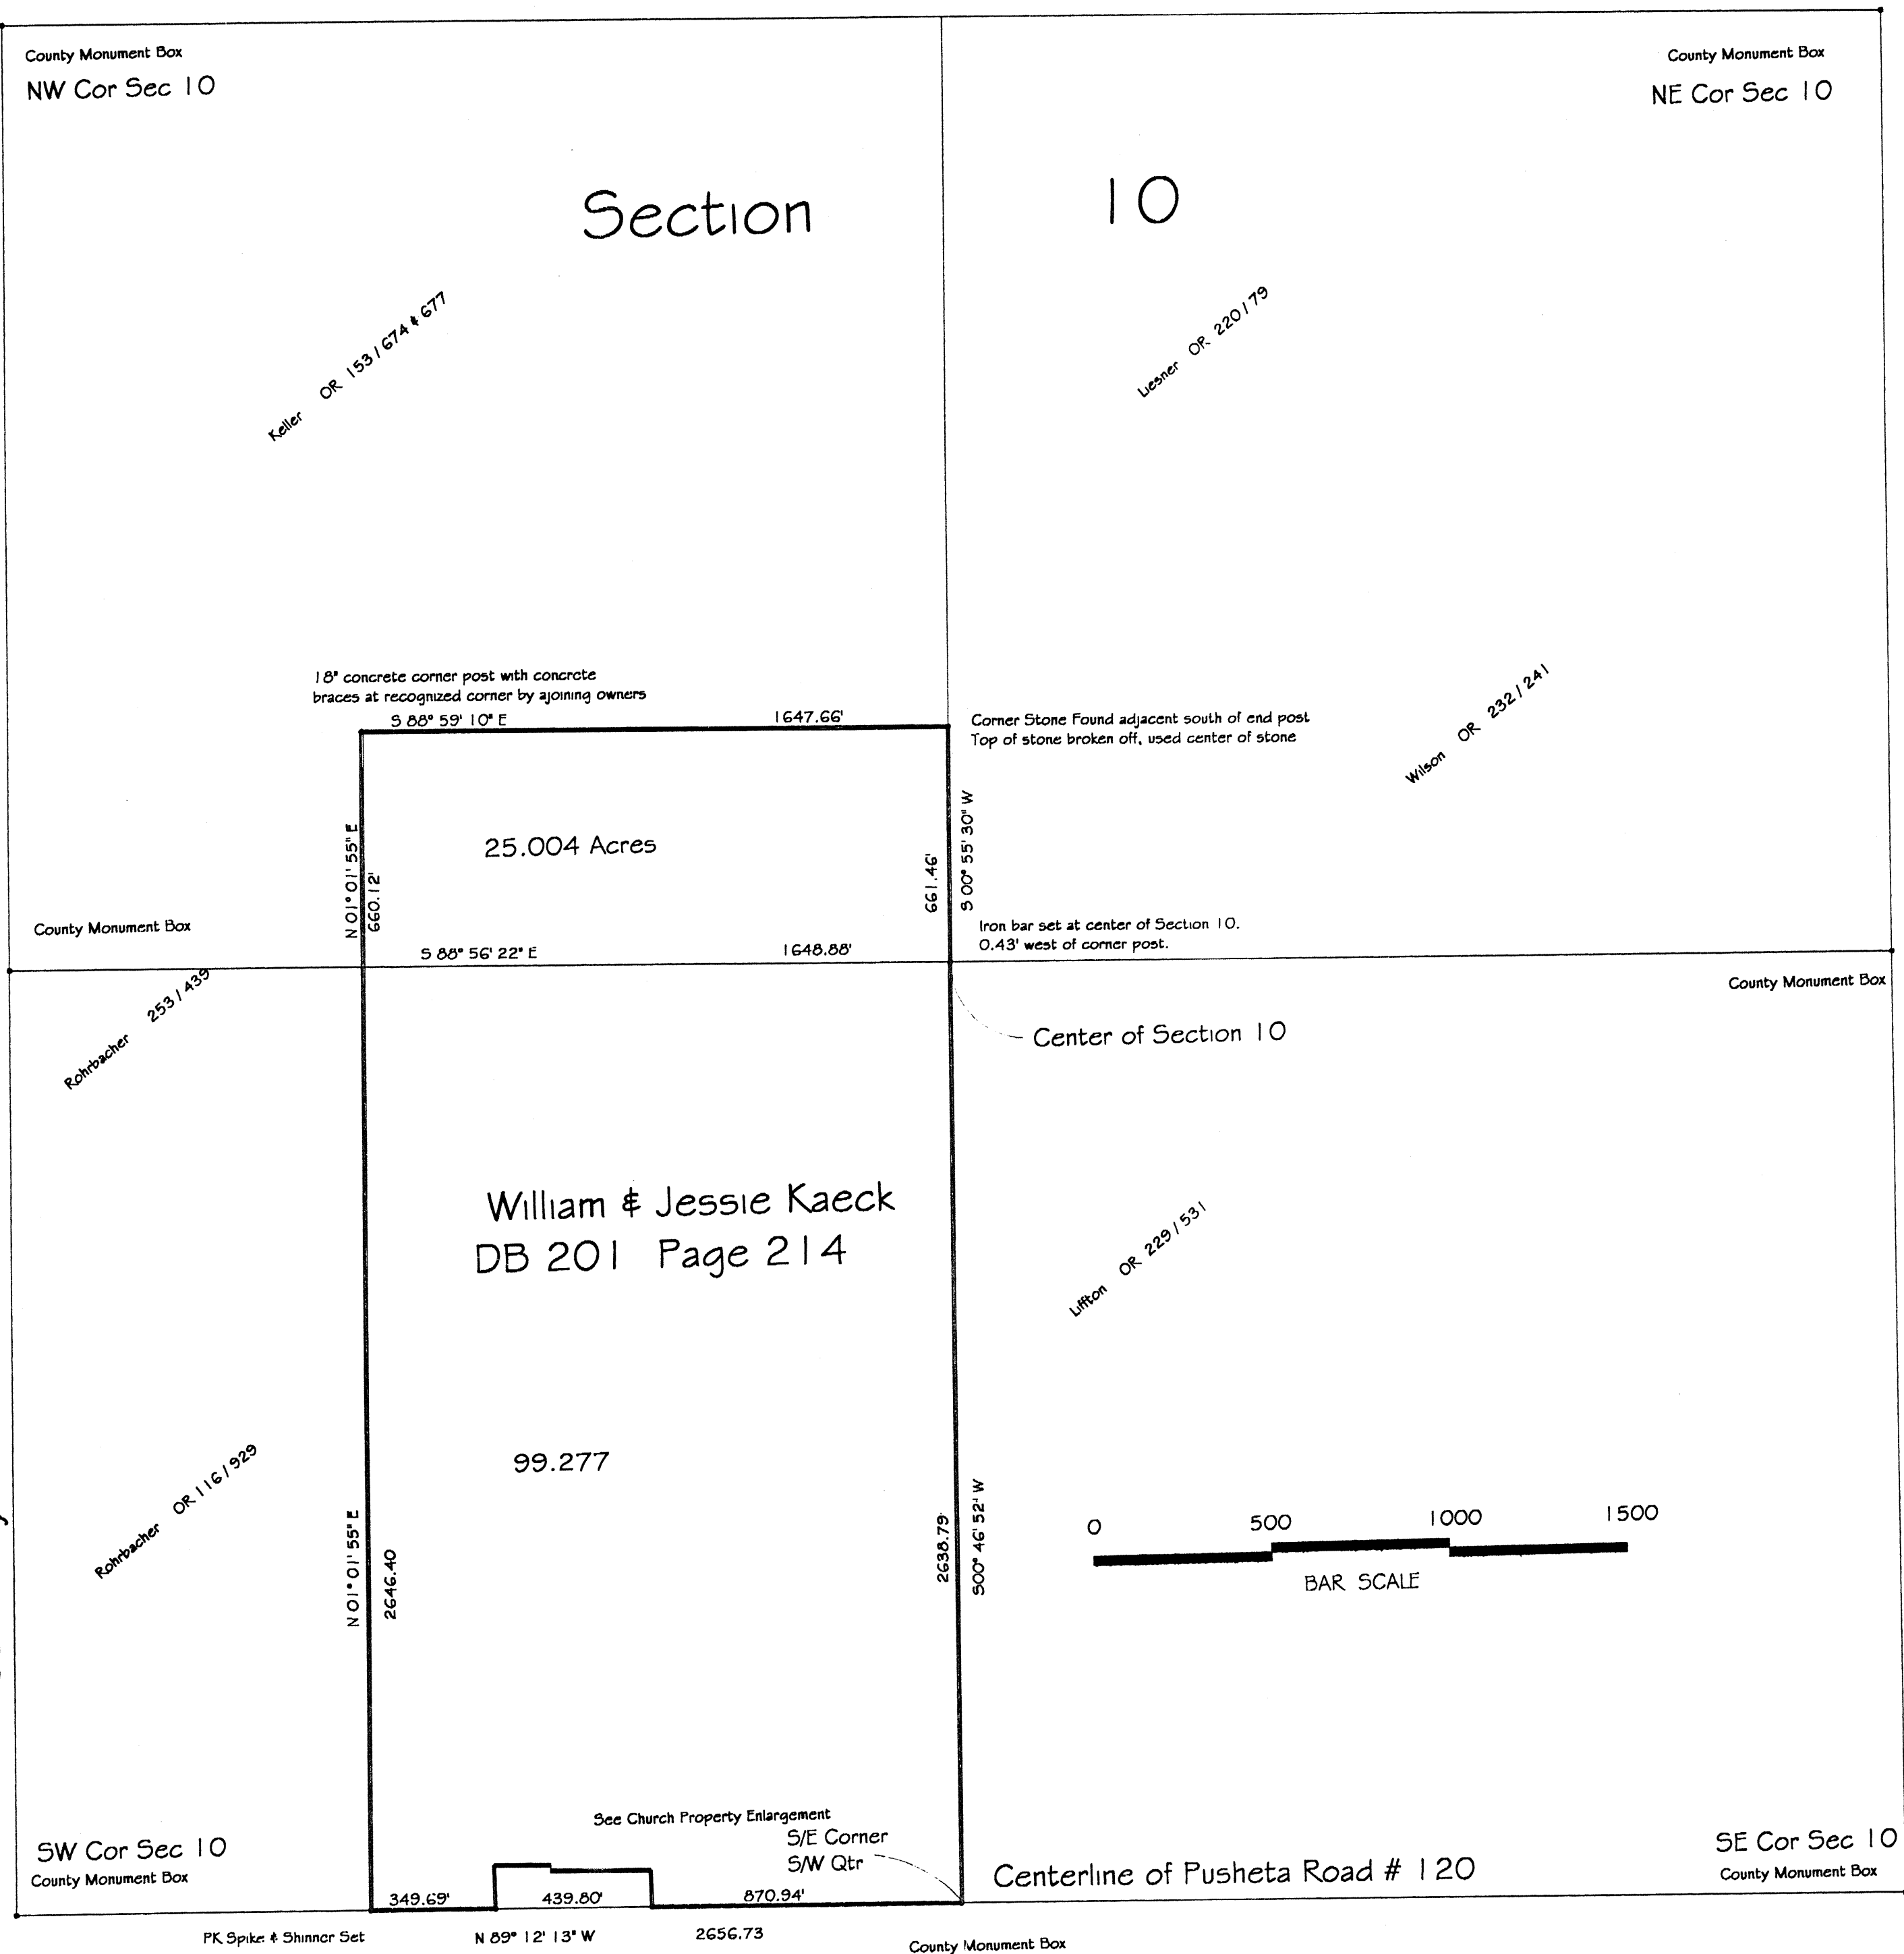 County Monument Box
NW Cor Sec 10
County Monument Box
NE Cor Sec 10
Section 10
Keller OR 153 / 674 & 677
Liesner OR 220 / 79
Wilson OR 232 / 241
18" concrete corner post with concrete
braces at recognized corner by ajoining owners
S 88° 59' 10" E 1647.66'
Corner Stone Found adjacent south of end post
Top of stone broken off, used center of stone
N 01° 01' 55" E
660.12'
25.004 Acres
661.46'
S 00° 55' 30" W
County Monument Box
S 88° 56' 22" E 1648.88'
Iron bar set at center of Section 10.
0.43' west of corner post.
County Monument Box
Rohrbacher 253 / 439
Center of Section 10
William & Jessie Kaeck
DB 201 Page 214
Liffton OR 229 / 531
99.277
Rohrbacher OR 116 / 929
N 01° 01' 55" E
2646.40
2638.79
S00° 46' 52' W
0 500 1000 1500
BAR SCALE
See Church Property Enlargement
S/E Corner
S/W Qtr
SW Cor Sec 10
County Monument Box
349.69' 439.80' 870.94'
Centerline of Pusheta Road # 120
SE Cor Sec 10
County Monument Box
PK Spike & Shinner Set
N 89° 12' 13" W 2656.73
County Monument Box